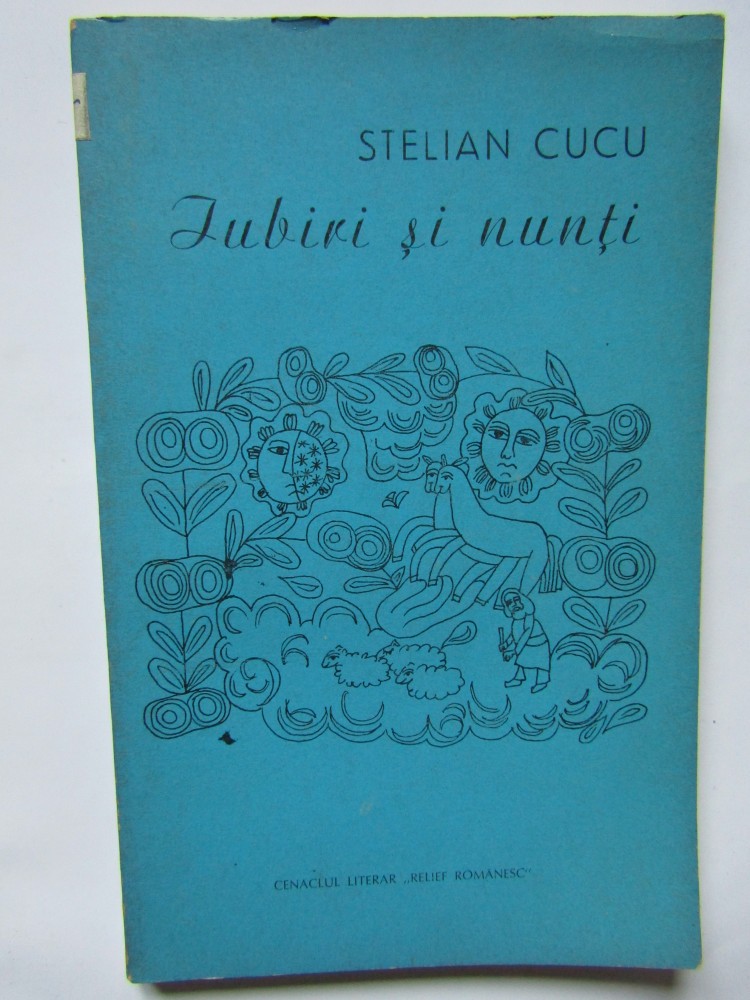 STELIAN CUCU
Iubiri și nunți
CENACLUL LITERAR „RELIEF ROMÂNESC"